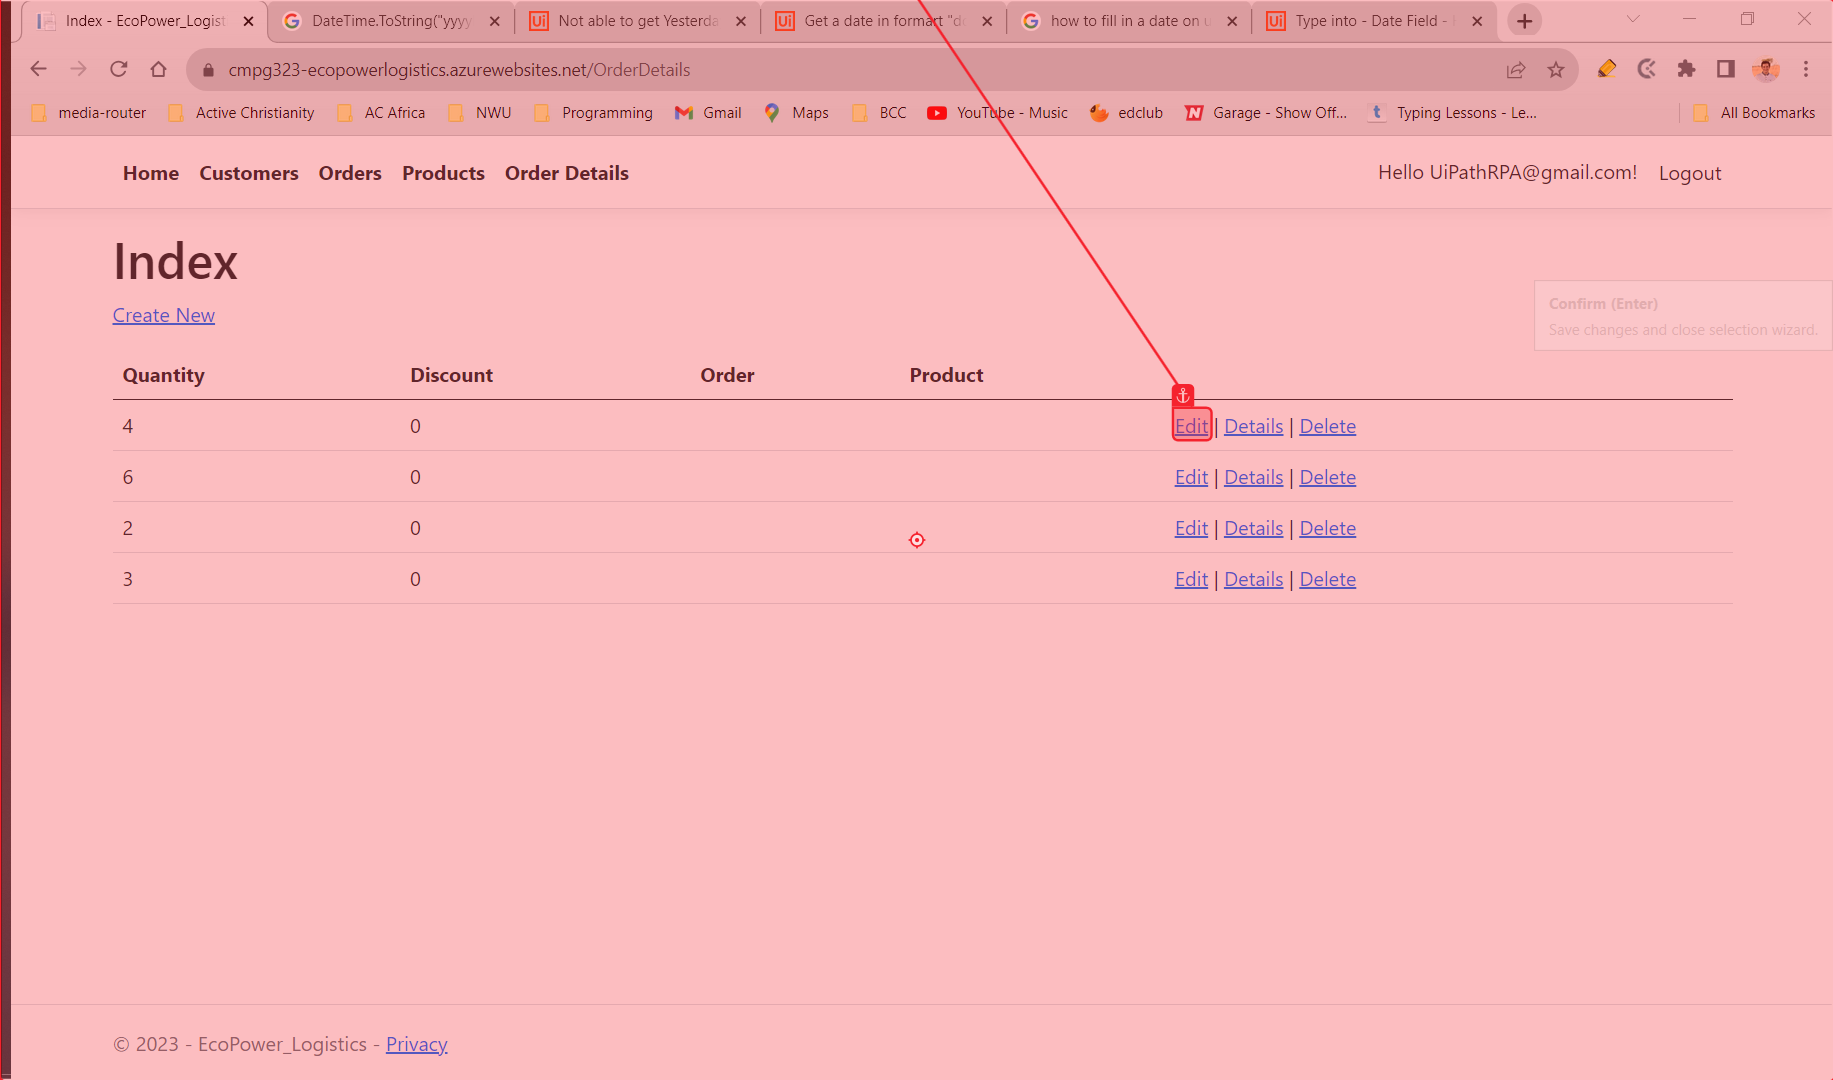 Index - EcoPower_Logist
DateTime.ToString("yyyy
Not able to get Yesterda
Get a date in formart "d
how to fill in a date on u
Type into - Date Field -
cmpg323-ecopowerlogistics.azurewebsites.net/OrderDetails
media-router Active Christianity AC Africa NWU Programming Gmail Maps BCC YouTube - Music edclub Garage - Show Off... Typing Lessons - Le... All Bookmarks
Home Customers Orders Products Order Details Hello UiPathRPA@gmail.com! Logout
Index
Create New
Confirm (Enter)
Save changes and close selection wizard.
Quantity Discount Order Product
4 0 Edit | Details | Delete
6 0 Edit | Details | Delete
2 0 Edit | Details | Delete
3 0 Edit | Details | Delete
© 2023 - EcoPower_Logistics - Privacy